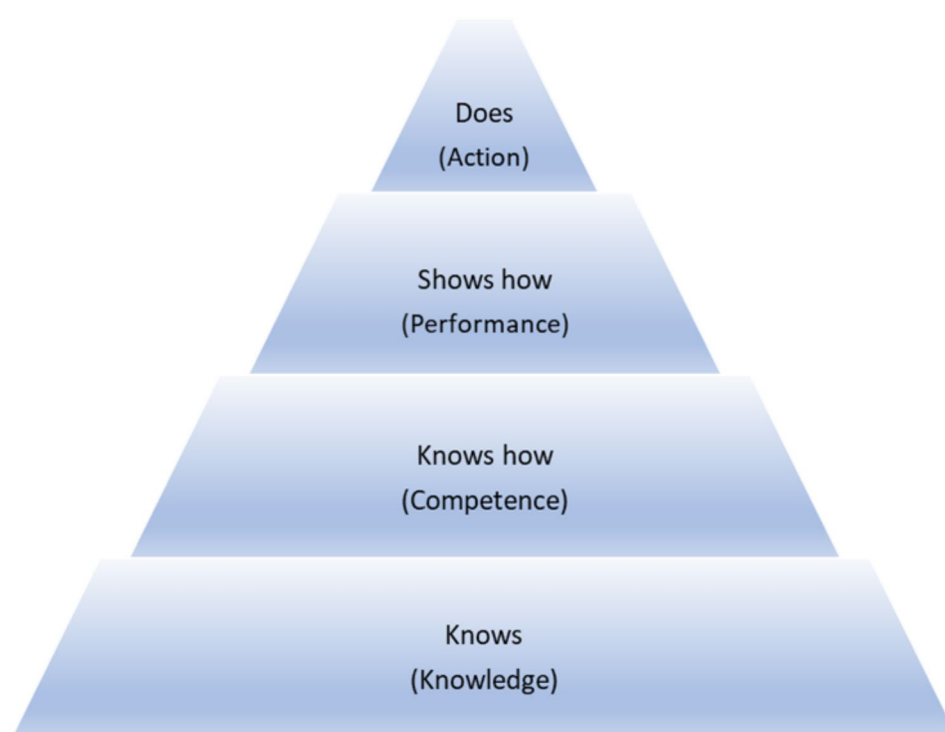 Does
(Action)
Shows how
(Performance)
Knows how
(Competence)
Knows
(Knowledge)